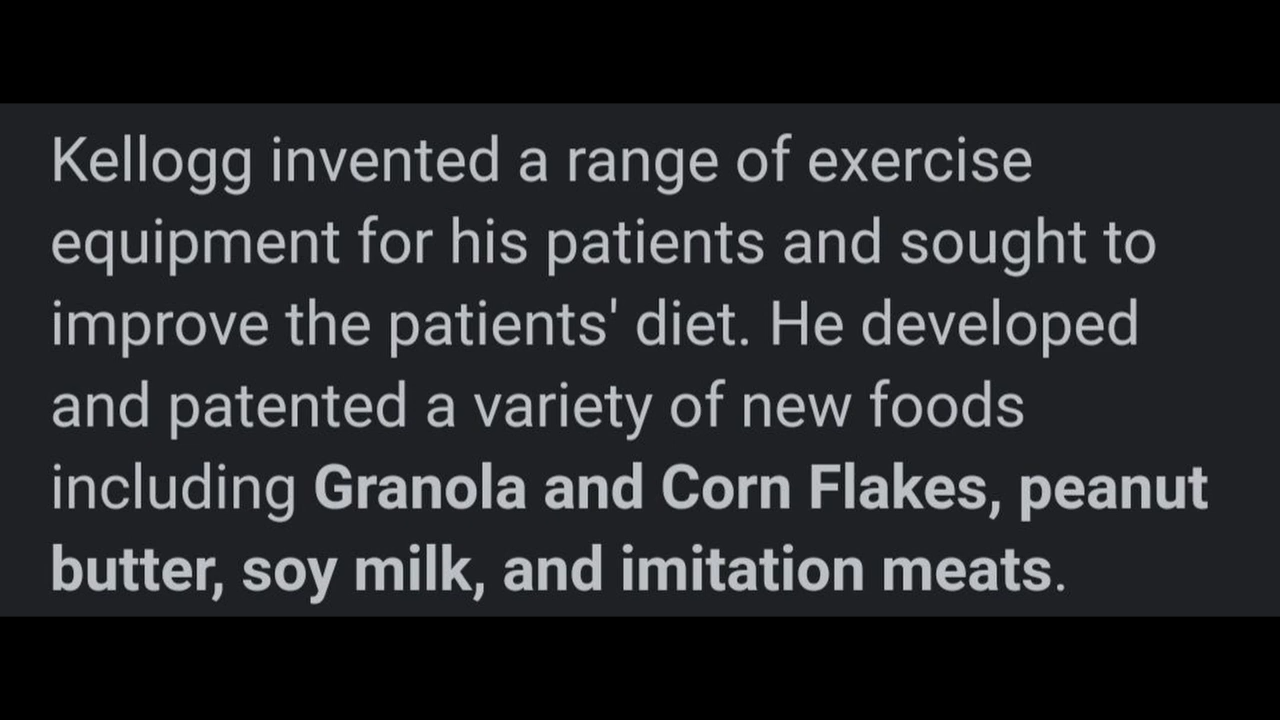 Kellogg invented a range of exercise
equipment for his patients and sought to
improve the patients' diet. He developed
and patented a variety of new foods
including Granola and Corn Flakes, peanut
butter, soy milk, and imitation meats.